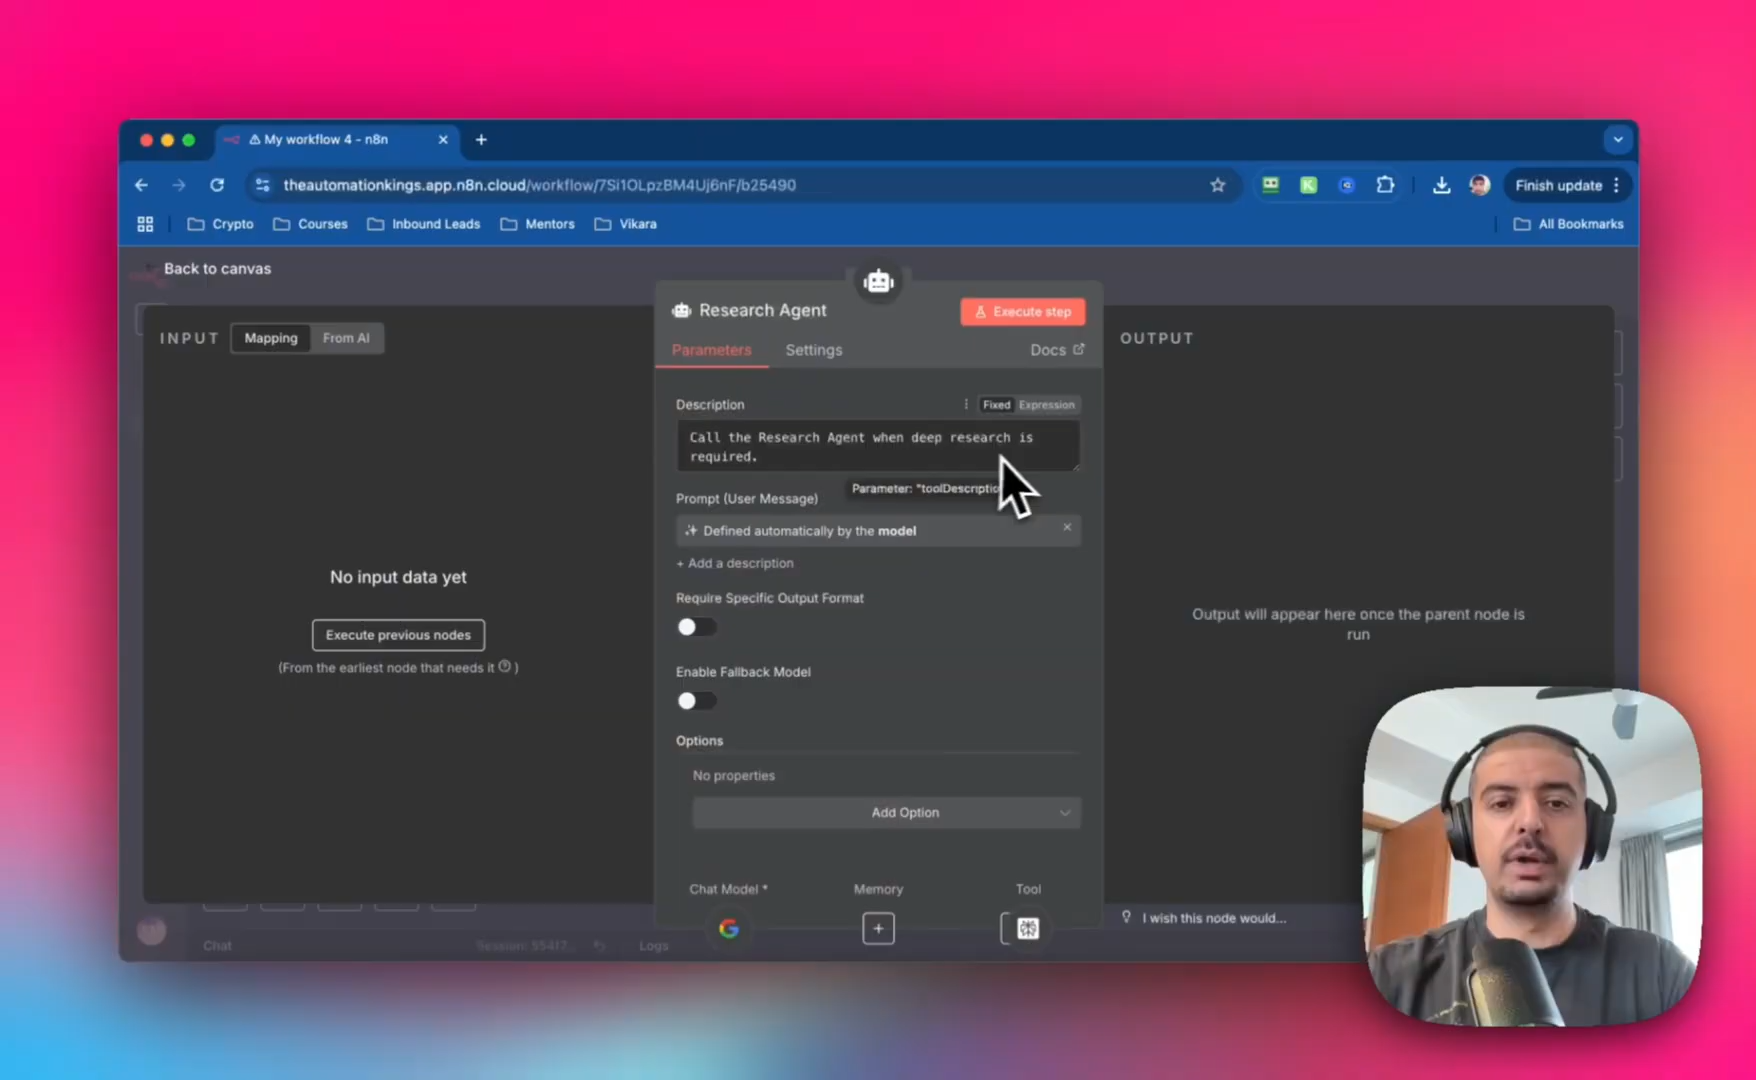 My workflow 4 - n8n
theautomationkings.app.n8n.cloud/workflow/7Si1OLpzBM4Uj6nF/b25490
Finish update
Crypto
Courses
Inbound Leads
Mentors
Vikara
All Bookmarks
Back to canvas
INPUT
Mapping
From AI
Research Agent
Execute step
OUTPUT
Parameters
Settings
Docs
Description
Fixed
Expression
Call the Research Agent when deep research is
required.
Prompt (User Message)
Parameter: "toolDescriptio
Defined automatically by the model
+ Add a description
No input data yet
Execute previous nodes
(From the earliest node that needs it ? )
Require Specific Output Format
Output will appear here once the parent node is
run
Enable Fallback Model
Options
No properties
Add Option
Chat Model *
Memory
Tool
I wish this node would...
Chat
Session: 55417...
Logs